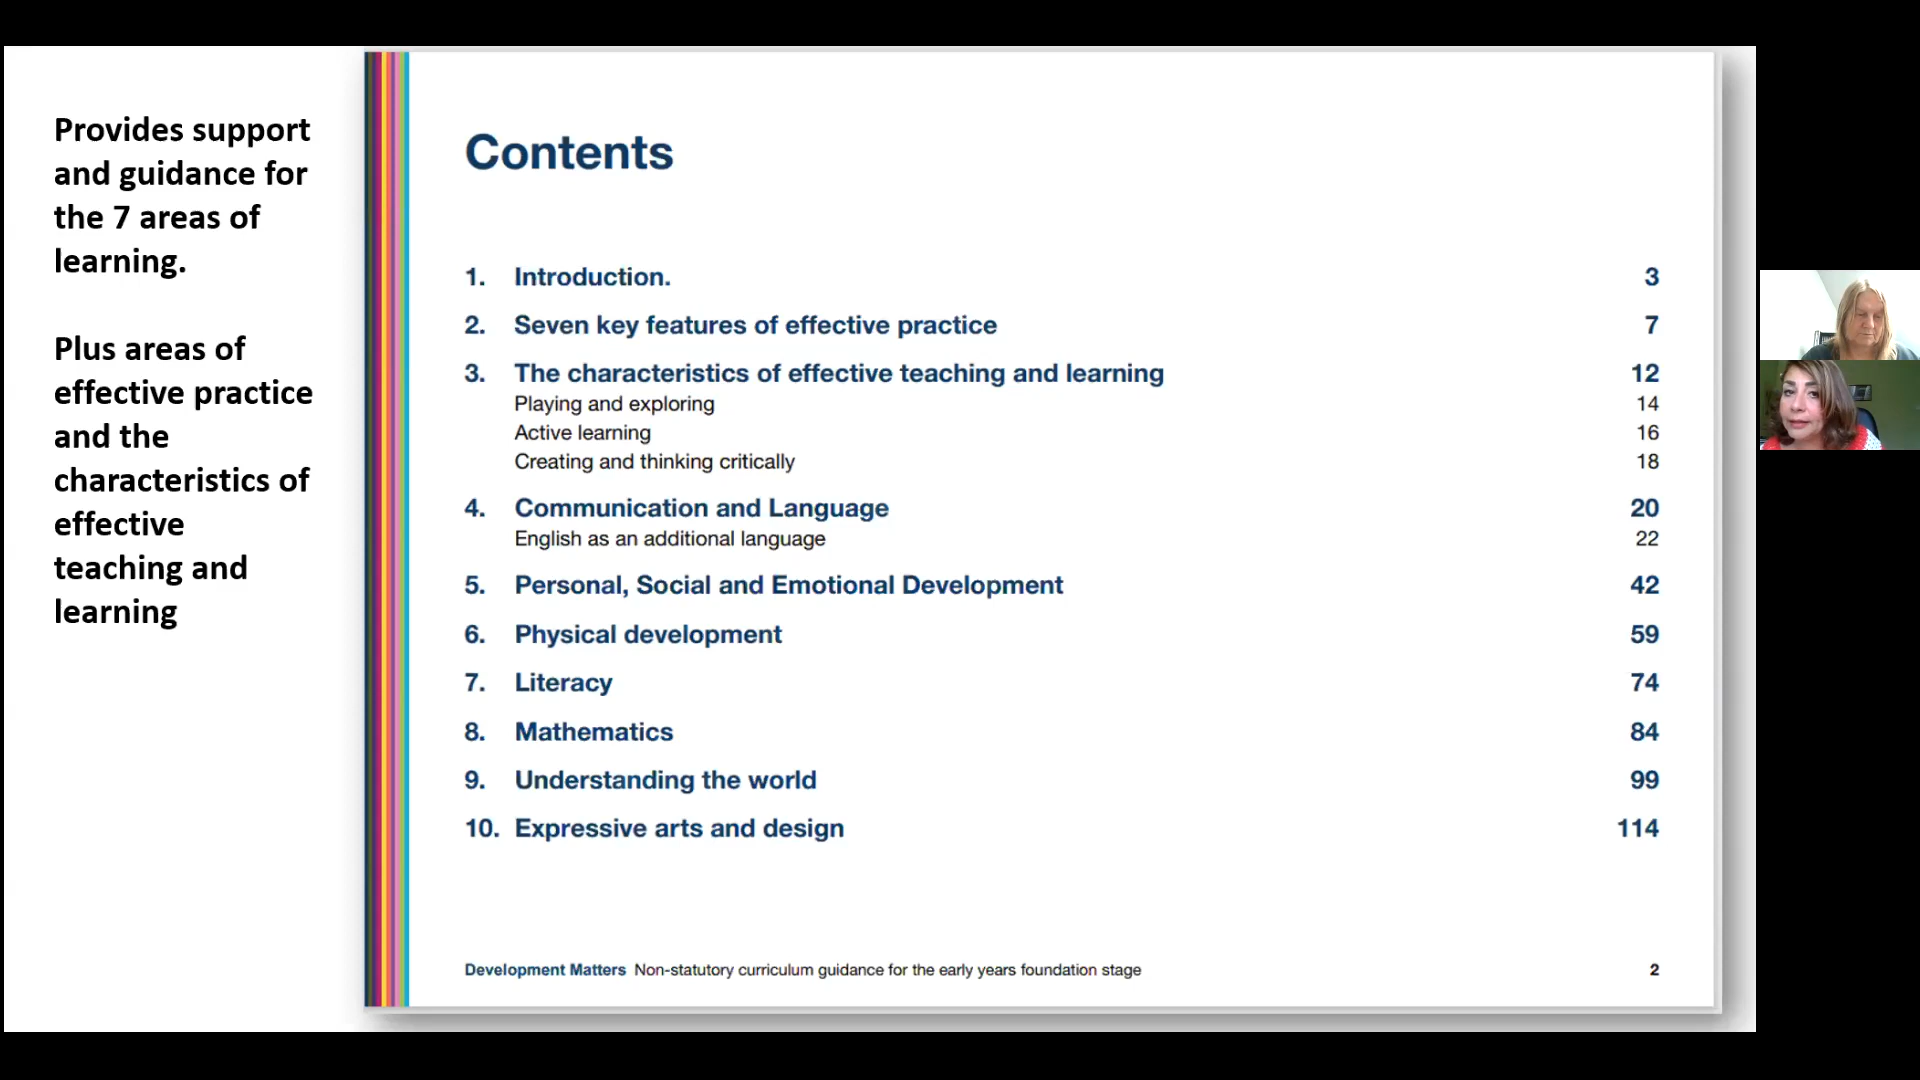 Provides support
and guidance for
the 7 areas of
learning.
Plus areas of
effective practice
and the
characteristics of
effective
teaching and
learning
Contents
1. Introduction. 3
2. Seven key features of effective practice 7
3. The characteristics of effective teaching and learning 12
Playing and exploring 14
Active learning 16
Creating and thinking critically 18
4. Communication and Language 20
English as an additional language 22
5. Personal, Social and Emotional Development 42
6. Physical development 59
7. Literacy 74
8. Mathematics 84
9. Understanding the world 99
10. Expressive arts and design 114
Development Matters Non-statutory curriculum guidance for the early years foundation stage 2